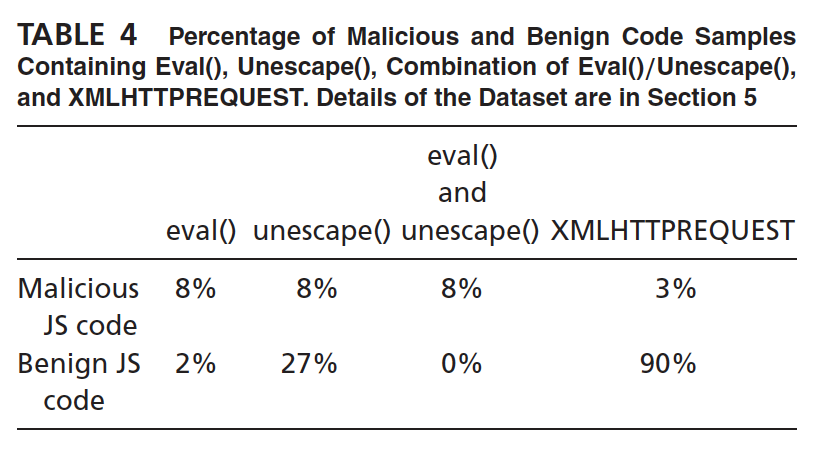 TABLE 4 Percentage of Malicious and Benign Code Samples
Containing Eval(), Unescape(), Combination of Eval()/Unescape(),
and XMLHTTPREQUEST. Details of the Dataset are in Section 5
eval()
and
eval() unescape() unescape() XMLHTTPREQUEST
Malicious 8% 8% 8% 3%
JS code
Benign JS 2% 27% 0% 90%
code